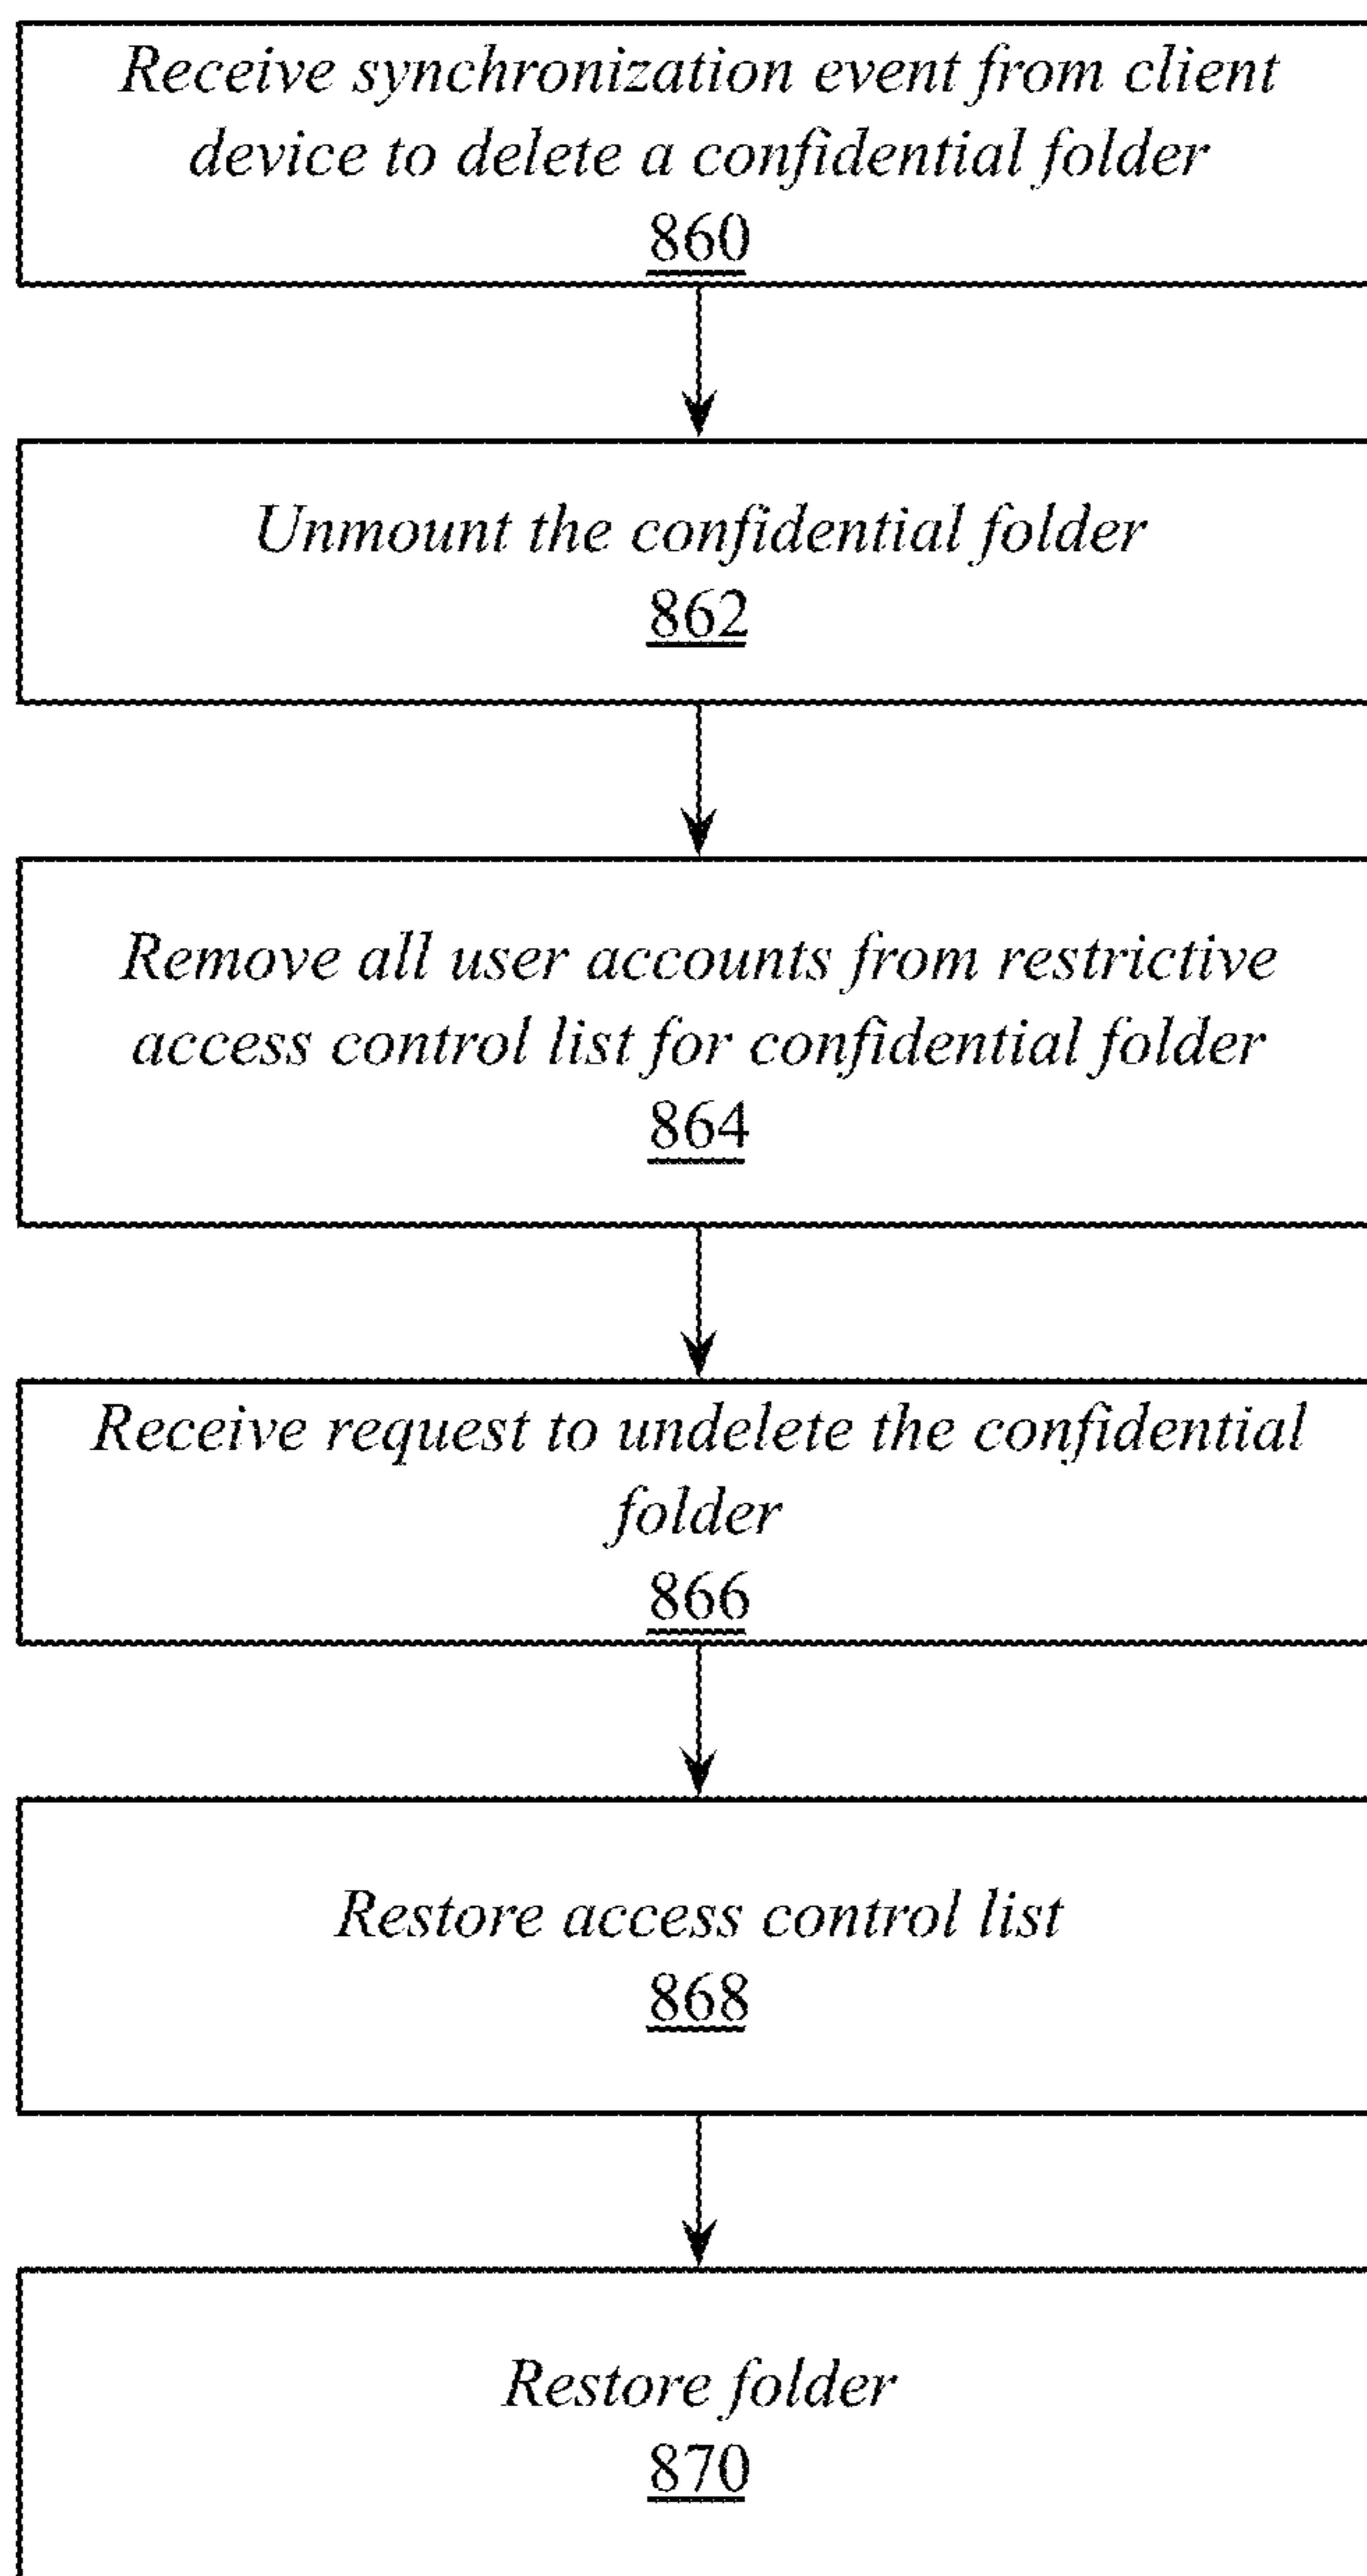 Receive synchronization event from client
device to delete a confidential folder
860
Unmount the confidential folder
862
Remove all user accounts from restrictive
access control list for confidential folder
864
Receive request to undelete the confidential
folder
866
Restore access control list
868
Restore folder
870